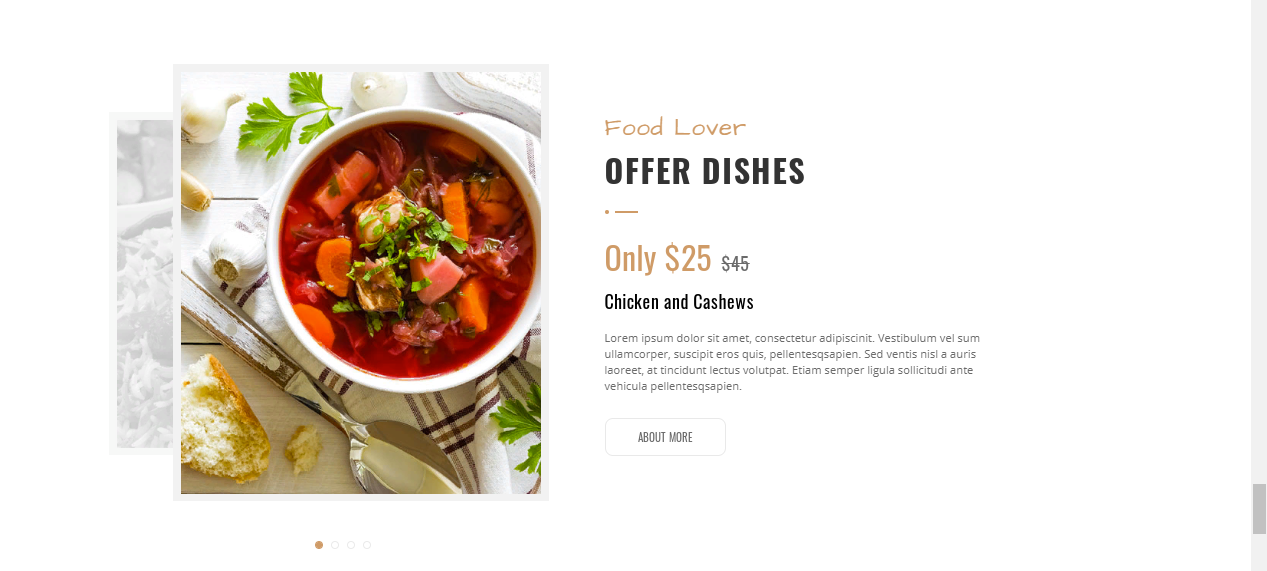 Food Lover
OFFER DISHES
Only $25 $45
Chicken and Cashews
Lorem ipsum dolor sit amet, consectetur adipiscinit. Vestibulum vel sum
ullamcorper, suscipit eros quis, pellentesqsapien. Sed ventis nisl a auris
laoreet, at tincidunt lectus volutpat. Etiam semper ligula sollicitudi ante
vehicula pellentesqsapien.
ABOUT MORE